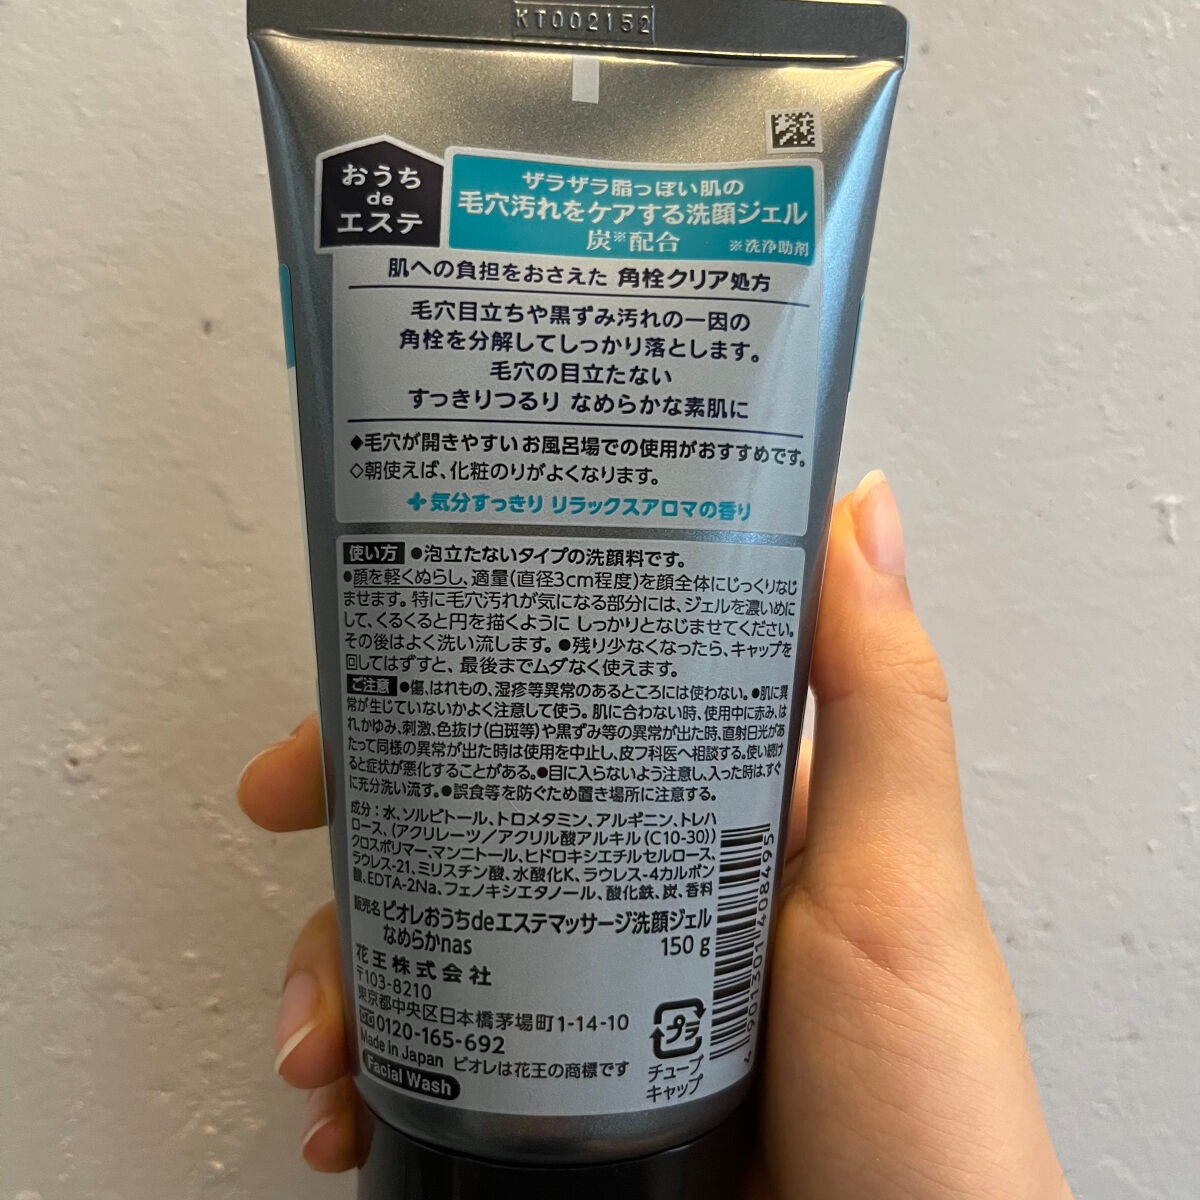 KT002152
おうち
de
エステ
ザラザラ脂っぽい肌の
毛穴汚れをケアする洗顔ジェル
炭※配合 ※洗浄助剤
肌への負担をおさえた 角栓クリア処方
毛穴目立ちや黒ずみ汚れの一因の
角栓を分解してしっかり落とします。
毛穴の目立たない
すっきりつるり なめらかな素肌に
◆毛穴が開きやすいお風呂場での使用がおすすめです。
◇朝使えば、化粧のりがよくなります。
+気分すっきり リラックスアロマの香り
使い方 ●泡立たないタイプの洗顔料です。
●顔を軽くぬらし、適量(直径3cm程度)を顔全体にじっくりなじ
ませます。特に毛穴汚れが気になる部分には、ジェルを濃いめに
して、くるくると円を描くように しっかりとなじませてください。
その後はよく洗い流します。●残り少なくなったら、キャップを
回してはずすと、最後までムダなく使えます。
ご注意 ●傷、はれもの、湿疹等異常のあるところには使わない。●肌に異
常が生じていないかよく注意して使う。肌に合わない時、使用中に赤み、は
れ、かゆみ、刺激、色抜け(白斑等)や黒ずみ等の異常が出た時、直射日光があ
たって同様の異常が出た時は使用を中止し、皮フ科医へ相談する。使い続け
ると症状が悪化することがある。●目に入らないよう注意し、入った時は、すぐ
に充分洗い流す。●誤食等を防ぐため置き場所に注意する。
成分：水、ソルビトール、トロメタミン、アルギニン、トレハ
ロース、(アクリレーツ／アクリル酸アルキル(C10-30))
クロスポリマー、マンニトール、ヒドロキシエチルセルロース、
ラウレス-21、ミリスチン酸、水酸化K、ラウレス-4カルボン
酸、EDTA-2Na、フェノキシエタノール、酸化鉄、炭、香料
販売名 ビオレおうちdeエステマッサージ洗顔ジェル
なめらかnas 150g
花王株式会社
〒103-8210
東京都中央区日本橋茅場町1-14-10
0120-165-692
Made in Japan ビオレは花王の商標です
Facial Wash
プラ
チューブ
キャップ
4901301408495